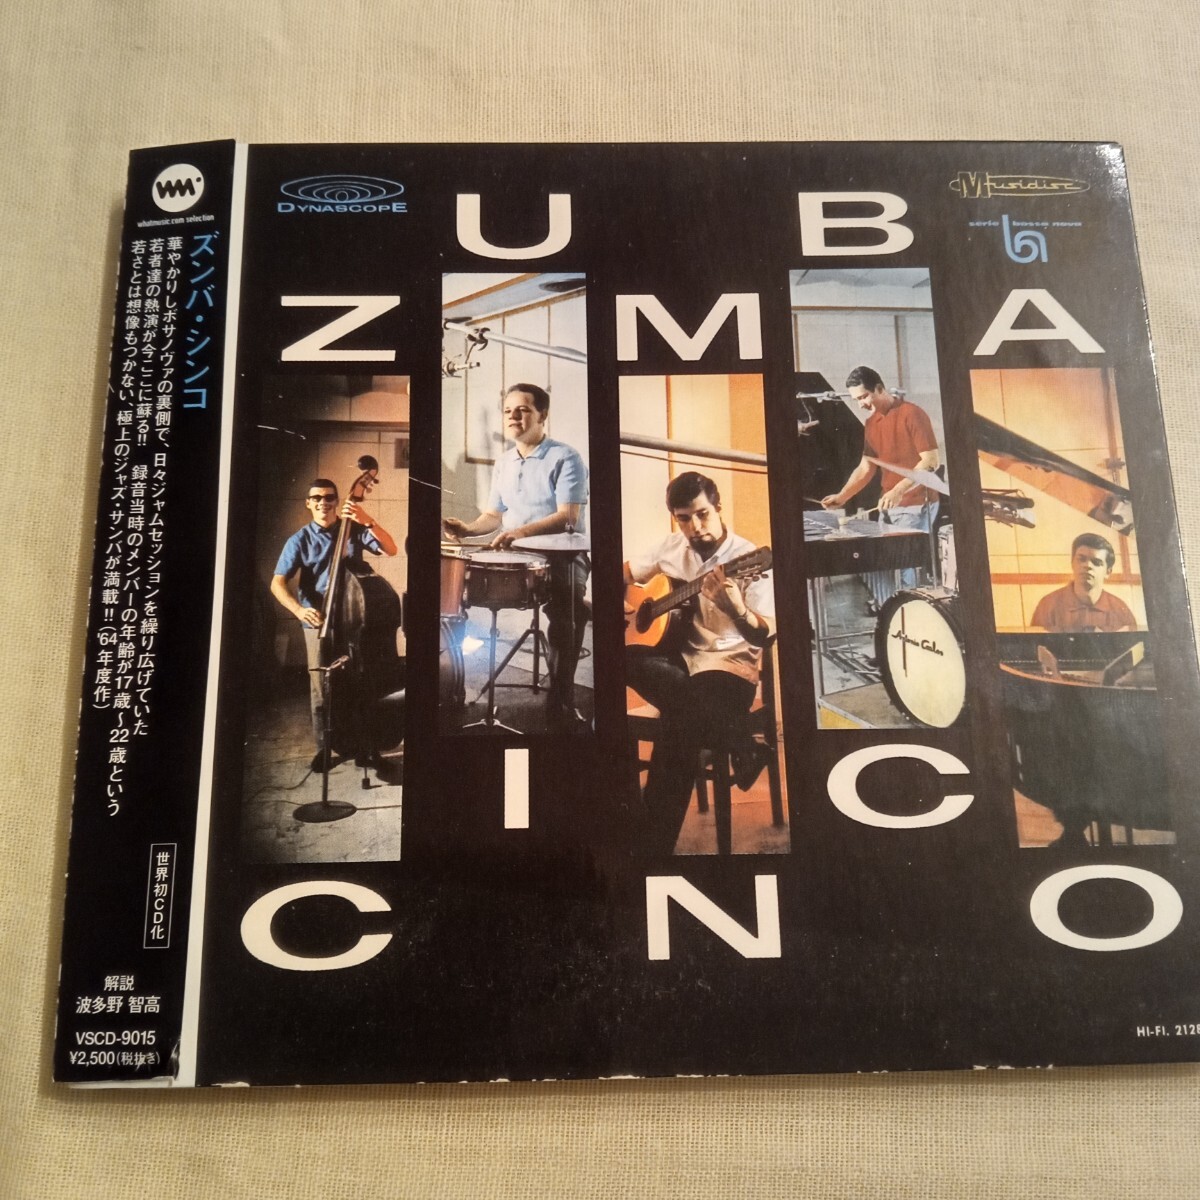 WM
whatmusic.com selection
ズンバ・シンコ
華やかりしボサノヴァの裏側で、日々ジャムセッションを繰り広げていた
若者達の熱演が今ここに蘇る!! 録音当時のメンバーの年齢が17歳〜22歳という
若さとは想像もつかない、極上のジャズ・サンバが満載!!('64年度作)
世界初CD化
解説
波多野 智高
VSCD-9015
¥2,500(税抜き)
DYNASCOPE
Musidisc
série bossa nova
bn
U B
Z M A
I C
C N O
Antonio Carlos
HI-FI. 2128